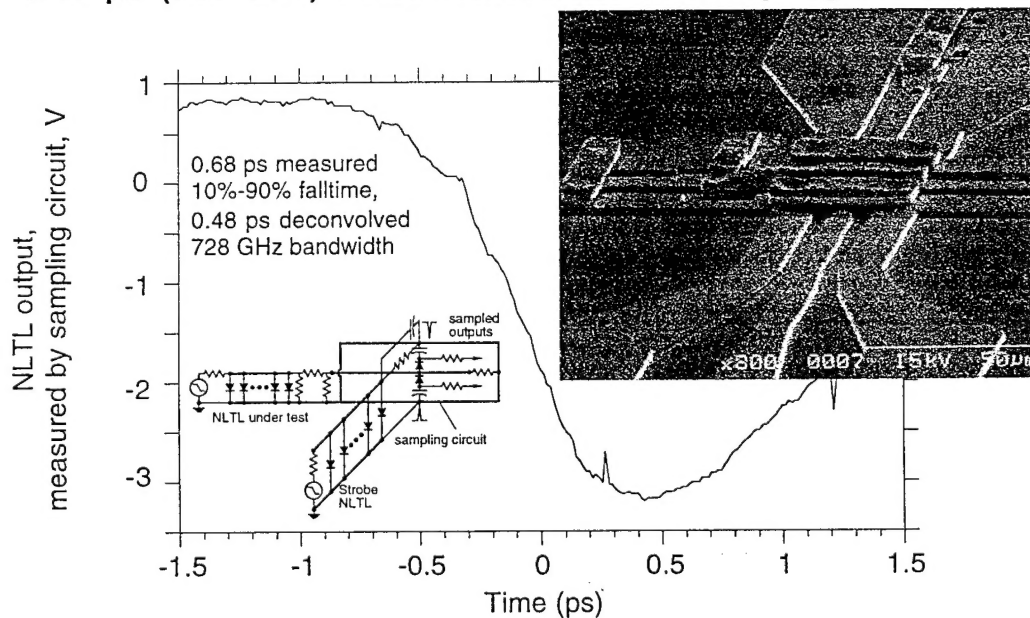 NLTL output,
measured by sampling circuit, V
1
0
-1
-2
-3
0.68 ps measured
10%-90% falltime,
0.48 ps deconvolved
728 GHz bandwidth
sampled
outputs
NLTL under test
sampling circuit
Strobe
NLTL
x300 0007 15kV 50µm
-1.5
-1
-0.5
0
0.5
1
1.5
Time (ps)